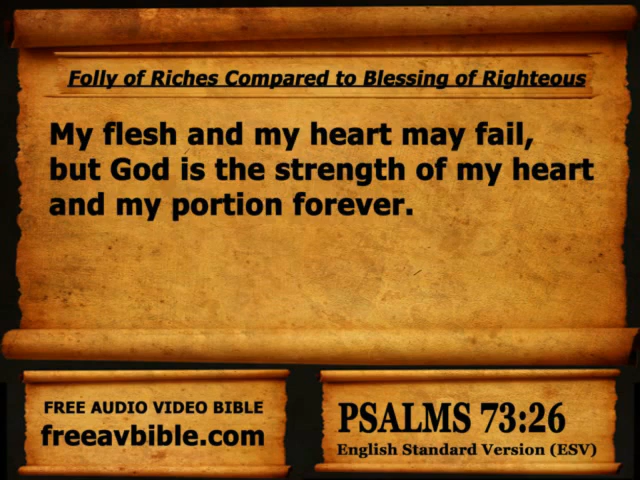 Folly of Riches Compared to Blessing of Righteous
My flesh and my heart may fail,
but God is the strength of my heart
and my portion forever.
FREE AUDIO VIDEO BIBLE
freeavbible.com
PSALMS 73:26
English Standard Version (ESV)